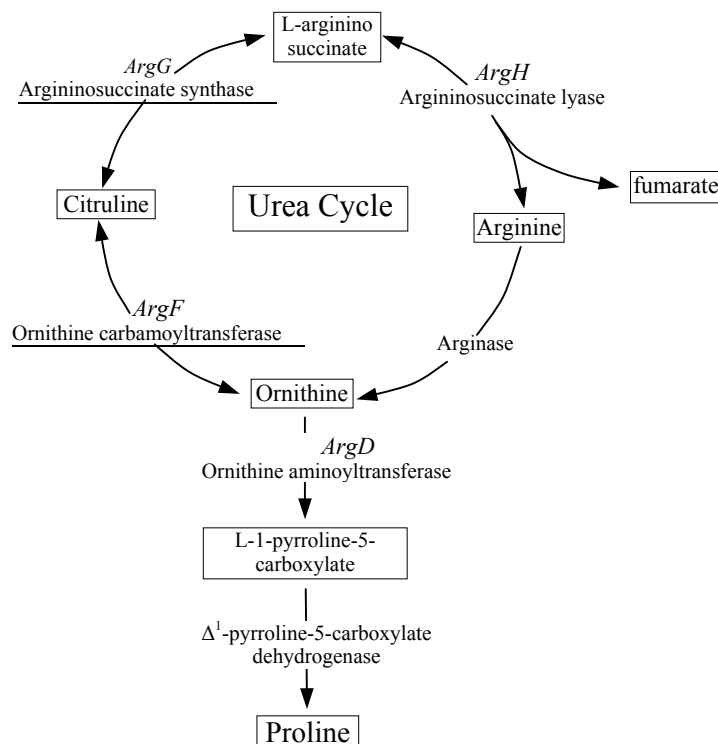 L-arginino
succinate
ArgG
Argininosuccinate synthase
ArgH
Argininosuccinate lyase
fumarate
Citruline
Urea Cycle
Arginine
ArgF
Ornithine carbamoyltransferase
Arginase
Ornithine
ArgD
Ornithine aminoyltransferase
L-1-pyrroline-5-
carboxylate
Δ¹-pyrroline-5-carboxylate
dehydrogenase
Proline